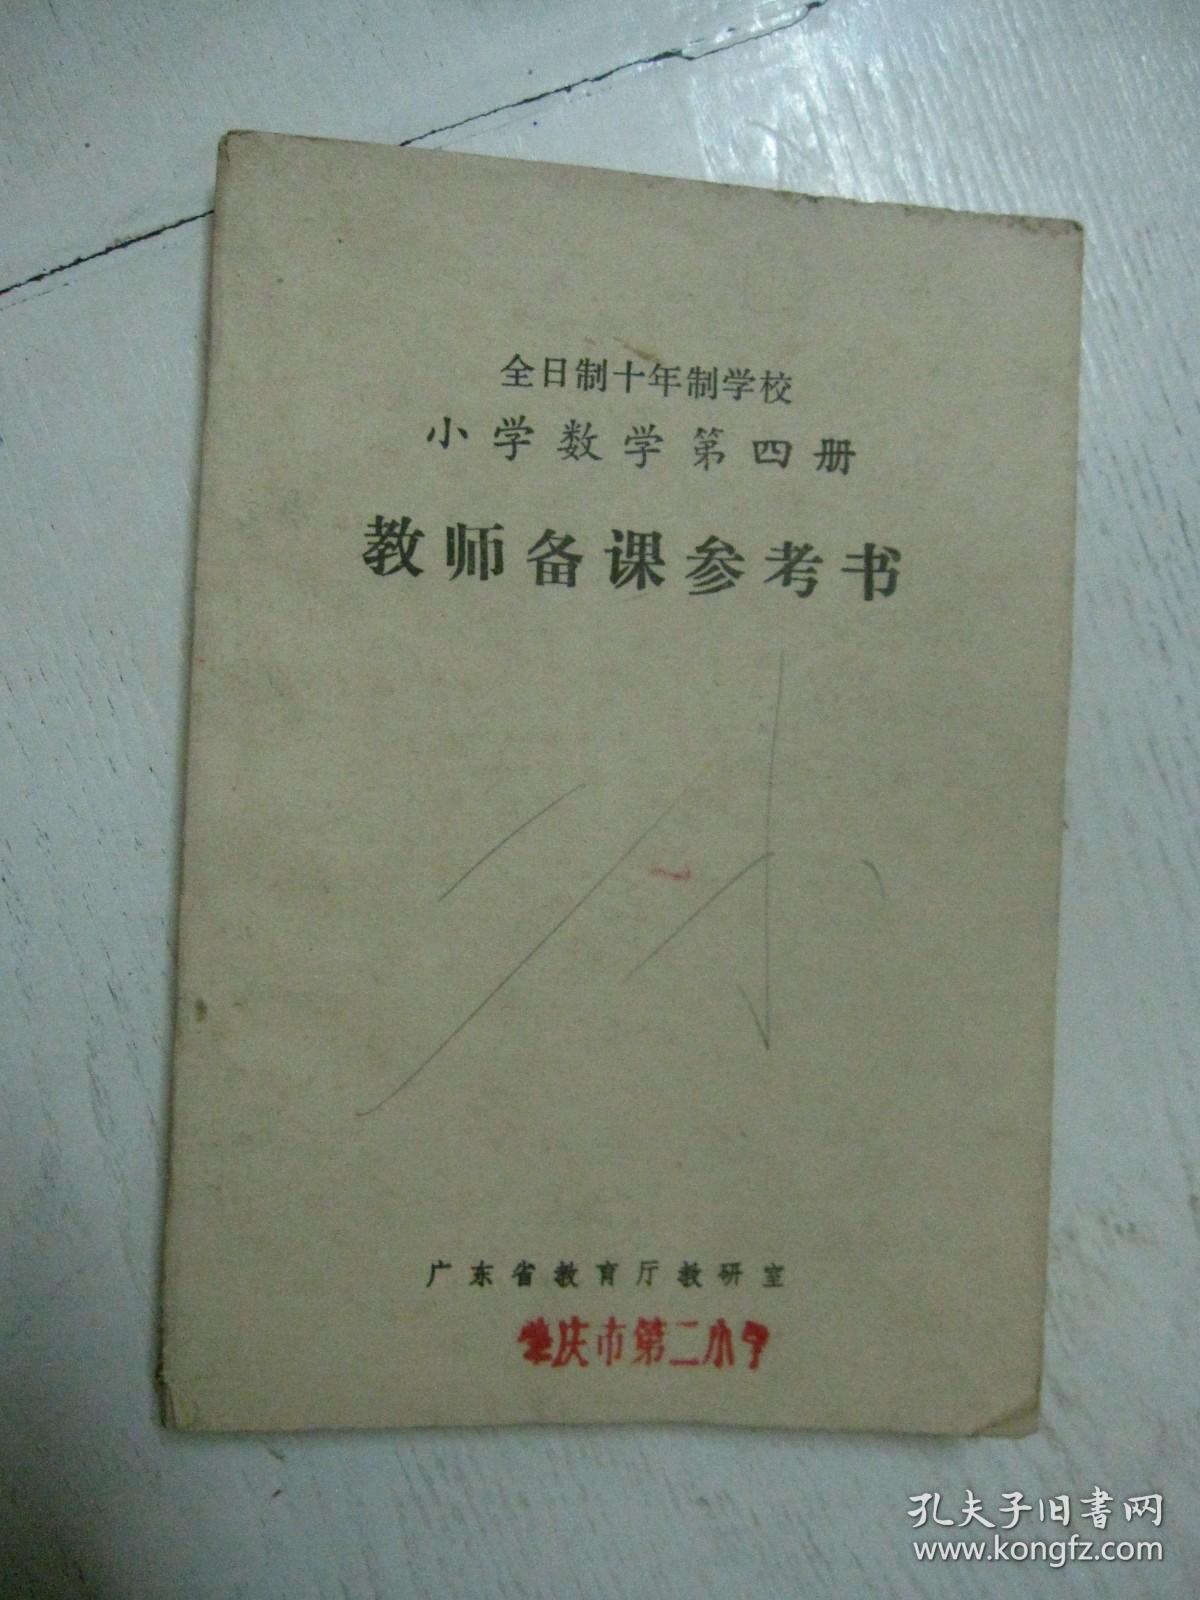 全日制十年制学校
小学数学第四册
教师备课参考书
广东省教育厅教研室
肇庆市第二小学
孔夫子旧书网
www.kongfz.com